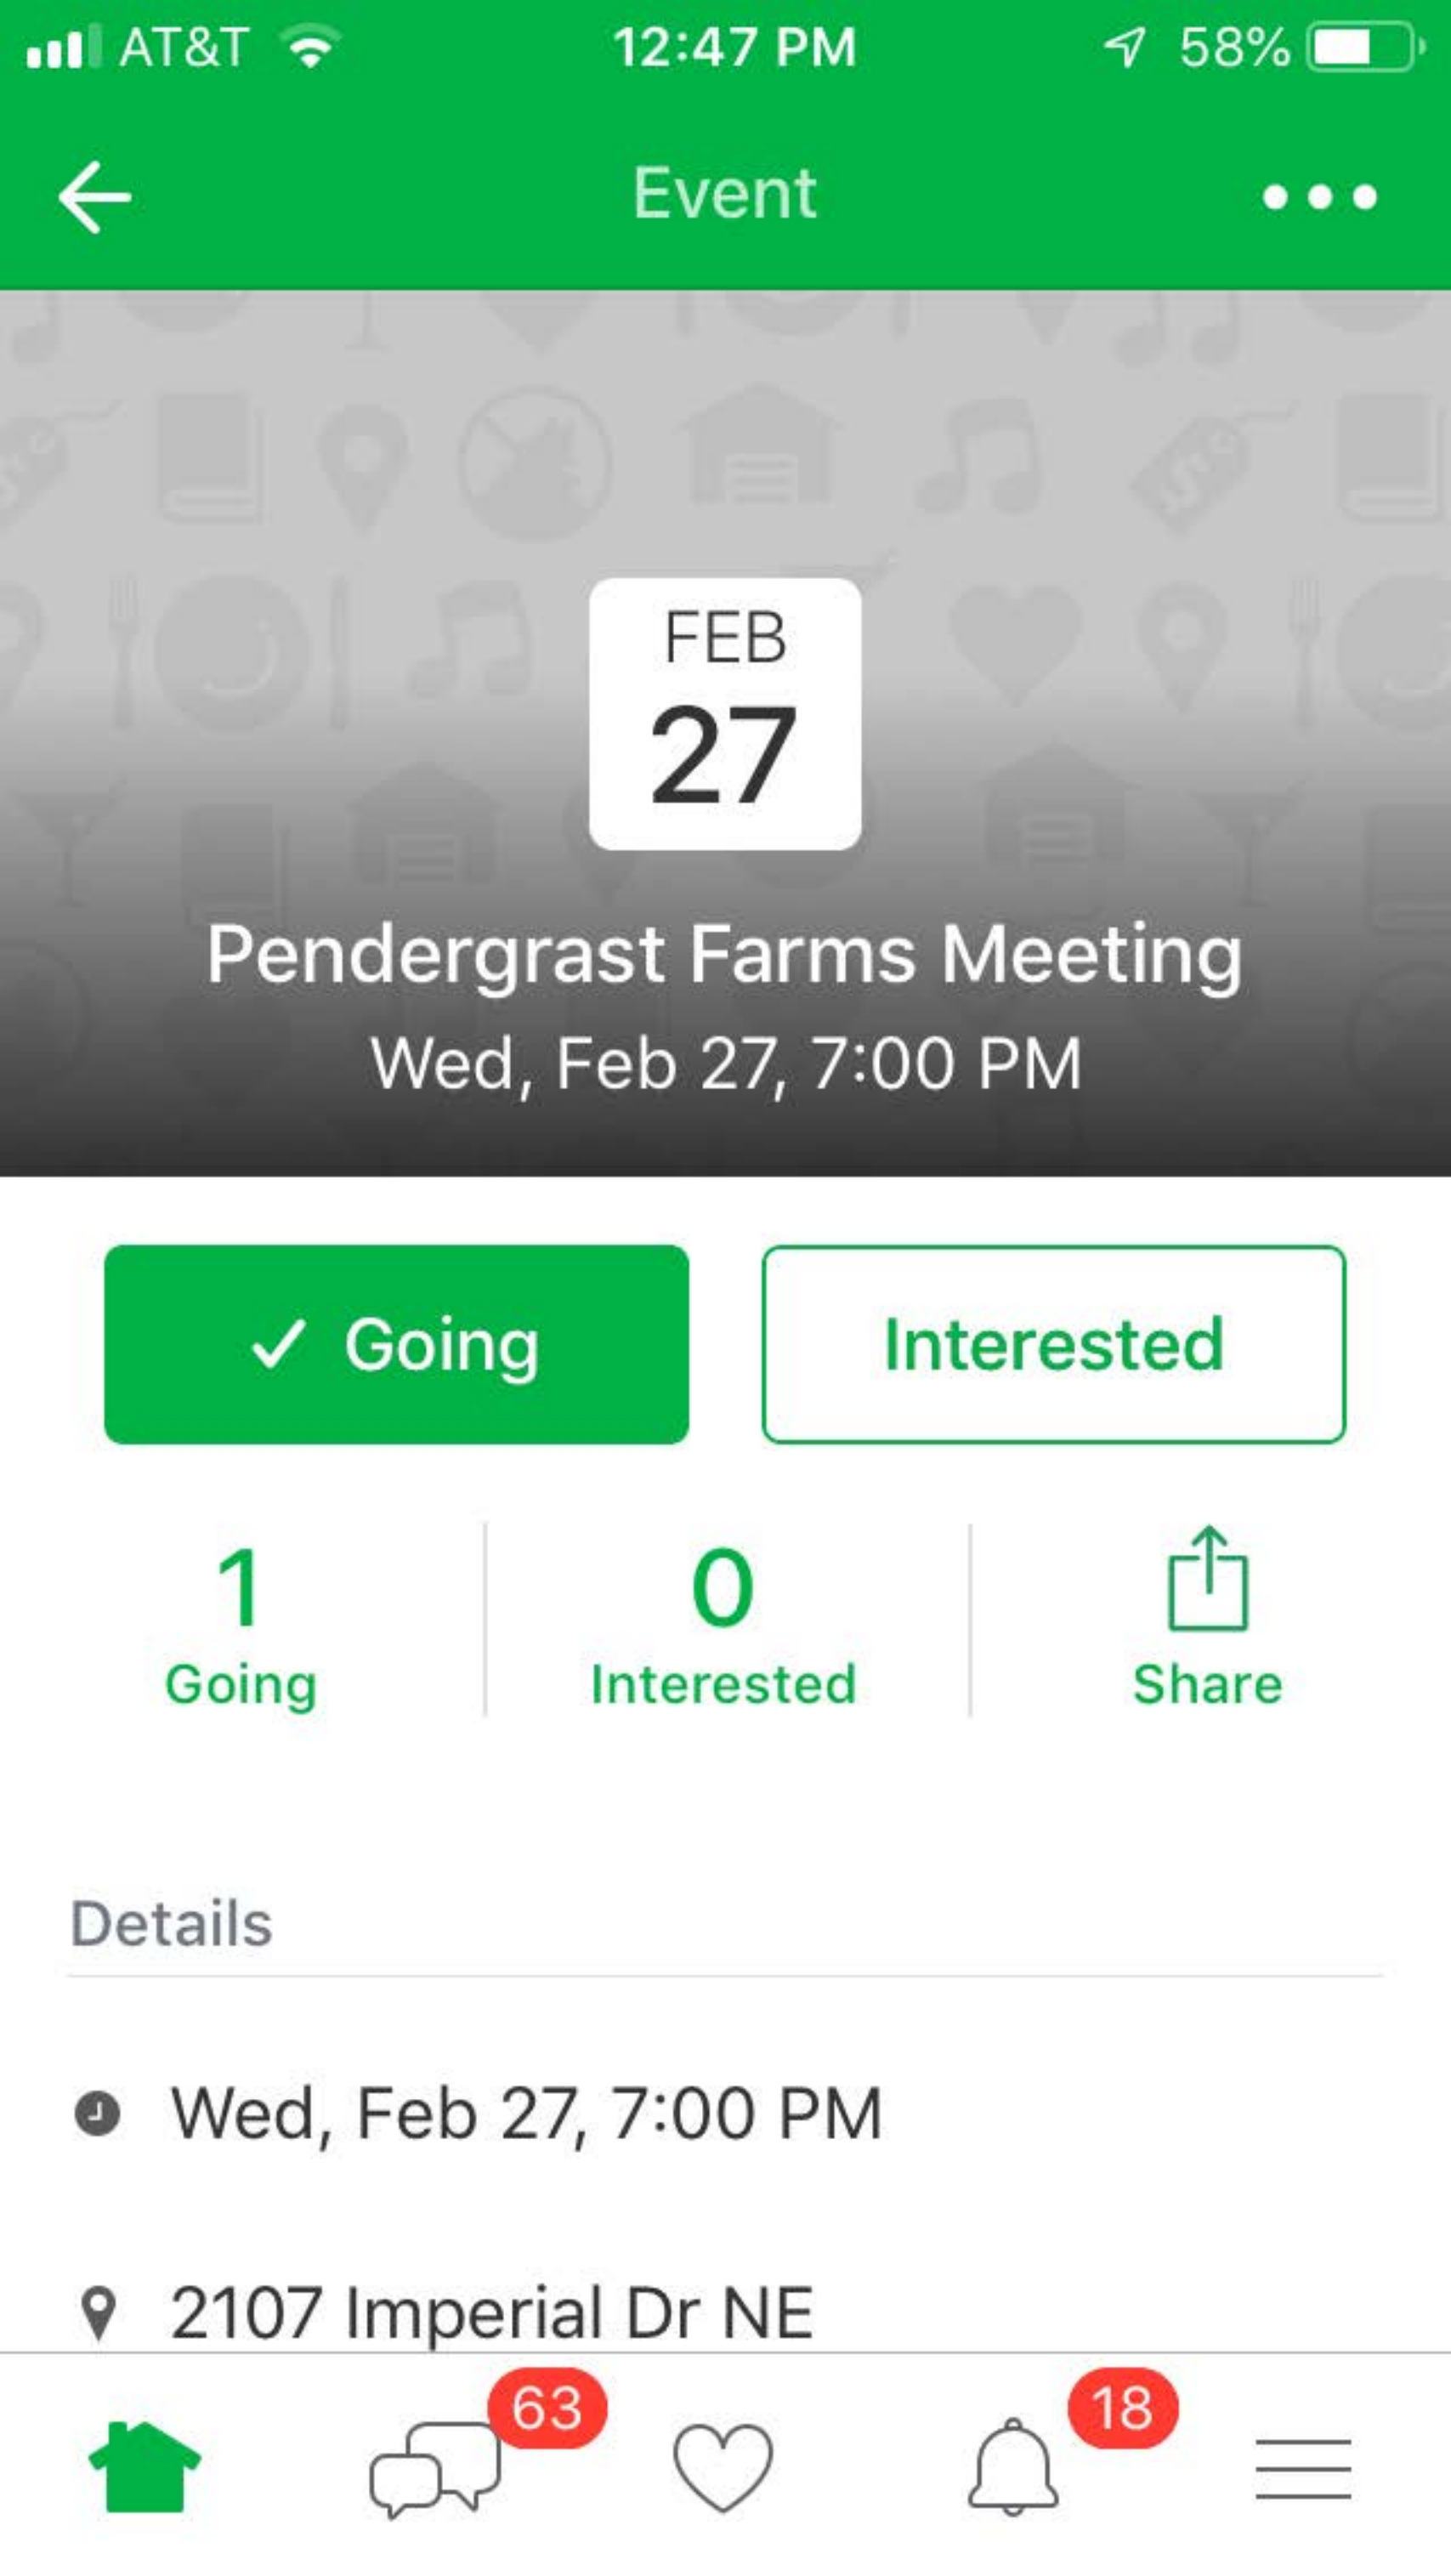 AT&T 12:47 PM 58%
Event
FEB
27
Pendergrast Farms Meeting
Wed, Feb 27, 7:00 PM
Going Interested
1 0
Going Interested Share
Details
Wed, Feb 27, 7:00 PM
2107 Imperial Dr NE
63 18